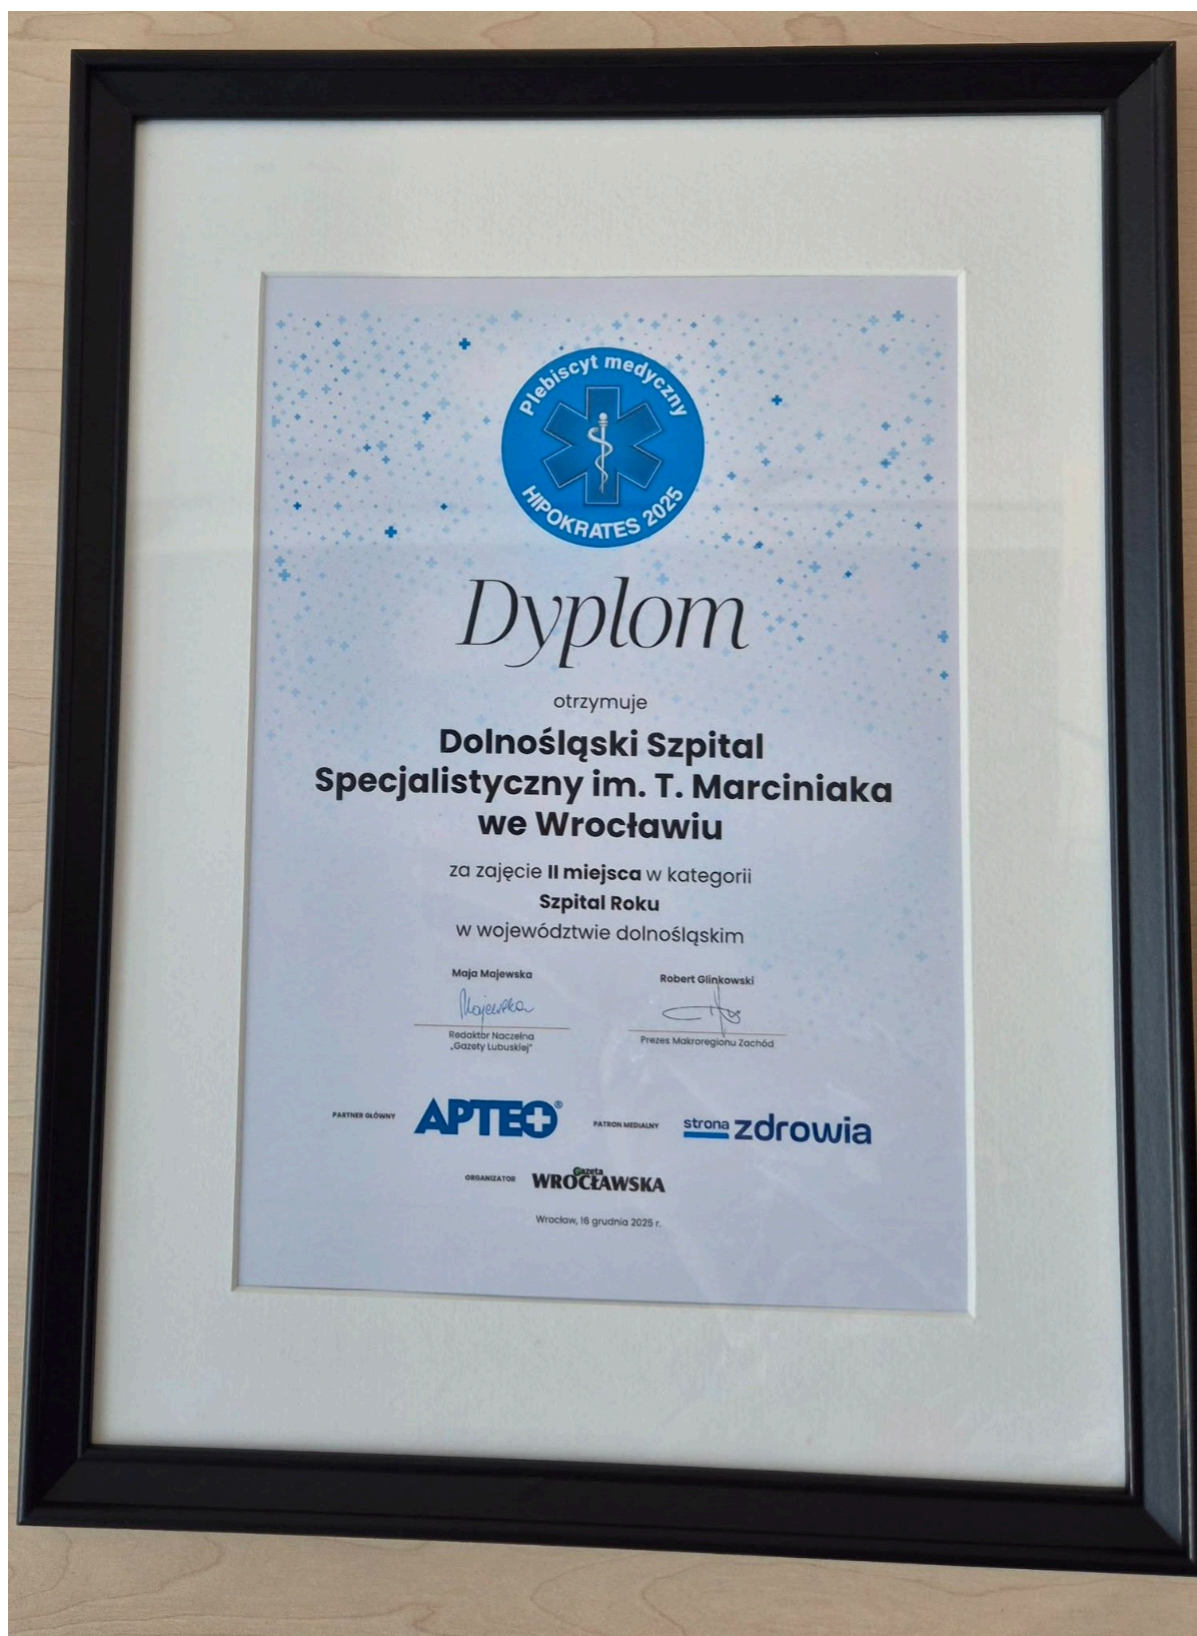 Plebiscyt medyczny
HIPOKRATES 2025
Dyplom
otrzymuje
Dolnośląski Szpital
Specjalistyczny im. T. Marciniaka
we Wrocławiu
za zajęcie II miejsca w kategorii
Szpital Roku
w województwie dolnośląskim
Maja Majewska
Majewska
Redaktor Naczelna
„Gazety Lubuskiej"
Robert Glinkowski
Prezes Makroregionu Zachód
PARTNER GŁÓWNY APTEO®
PATRON MEDIALNY strona zdrowia
ORGANIZATOR Gazeta WROCŁAWSKA
Wrocław, 16 grudnia 2025 r.